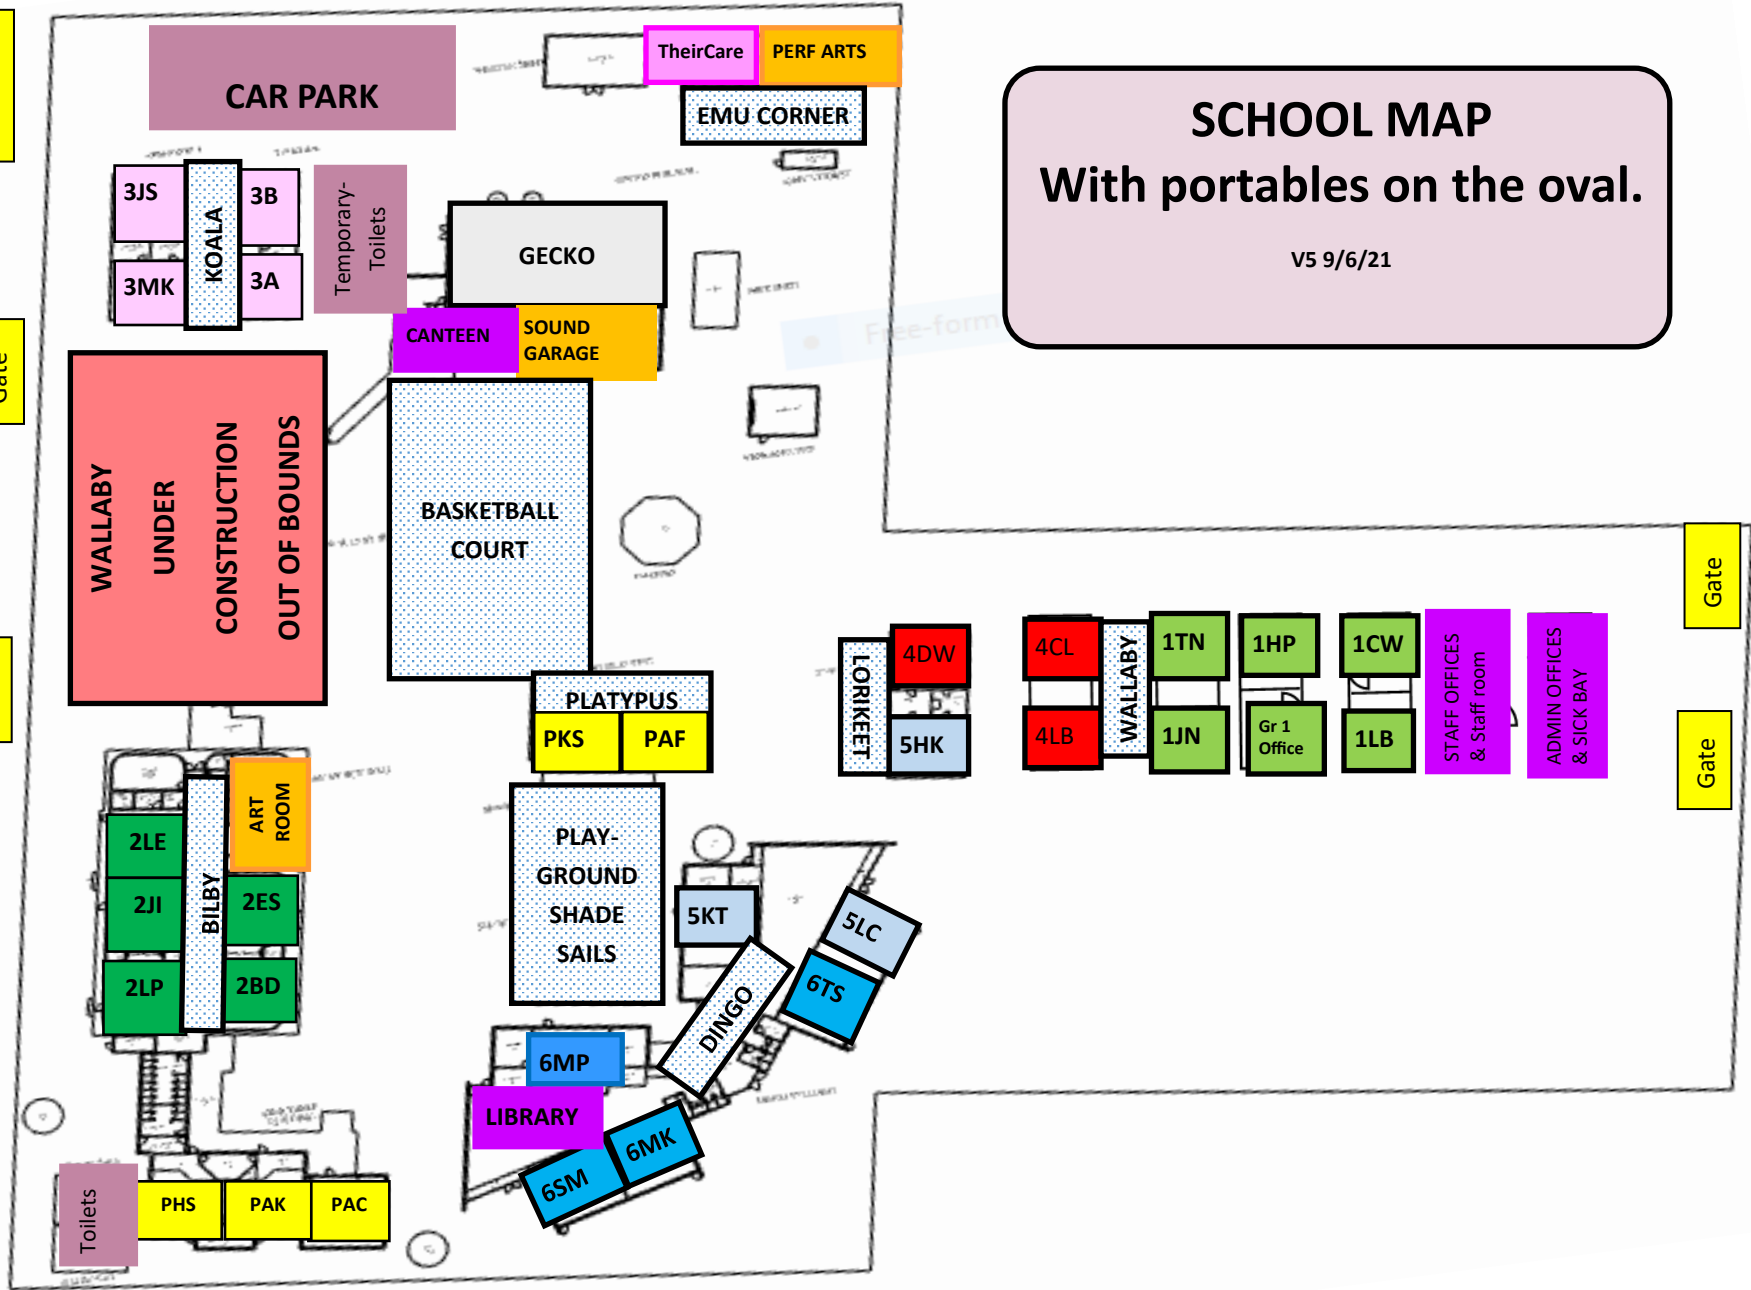 CAR PARK
TheirCare
PERF ARTS
EMU CORNER
SCHOOL MAP
With portables on the oval.
V5 9/6/21
3JS
KOALA
3B
3MK
3A
Temporary-
Toilets
GECKO
CANTEEN
SOUND
GARAGE
Free-form
Gate
WALLABY
UNDER
CONSTRUCTION
OUT OF BOUNDS
BASKETBALL
COURT
Gate
PLATYPUS
PKS
PAF
LORKEET
4DW
5HK
4CL
4LB
WALLABY
1TN
1JN
1HP
Gr 1
Office
1CW
1LB
STAFF OFFICES
& Staff room
ADMIN OFFICES
& SICK BAY
Gate
ART
ROOM
2LE
2JI
2LP
BILBY
2ES
2BD
PLAY-
GROUND
SHADE
SAILS
5KT
5LC
6TS
DINGO
6MP
LIBRARY
6MK
6SM
Toilets
PHS
PAK
PAC